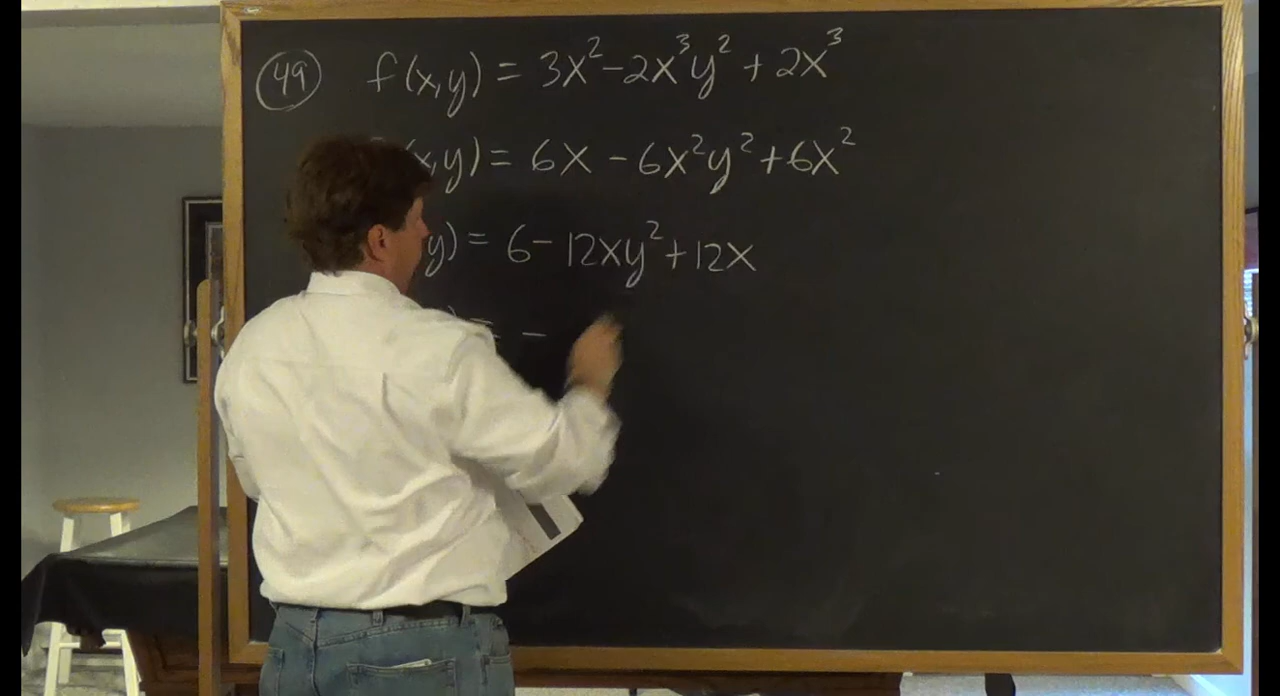 49 f(x,y) = 3x² - 2x³y² + 2x³
(x,y) = 6x - 6x²y² + 6x²
y) = 6 - 12xy² + 12x
) = -